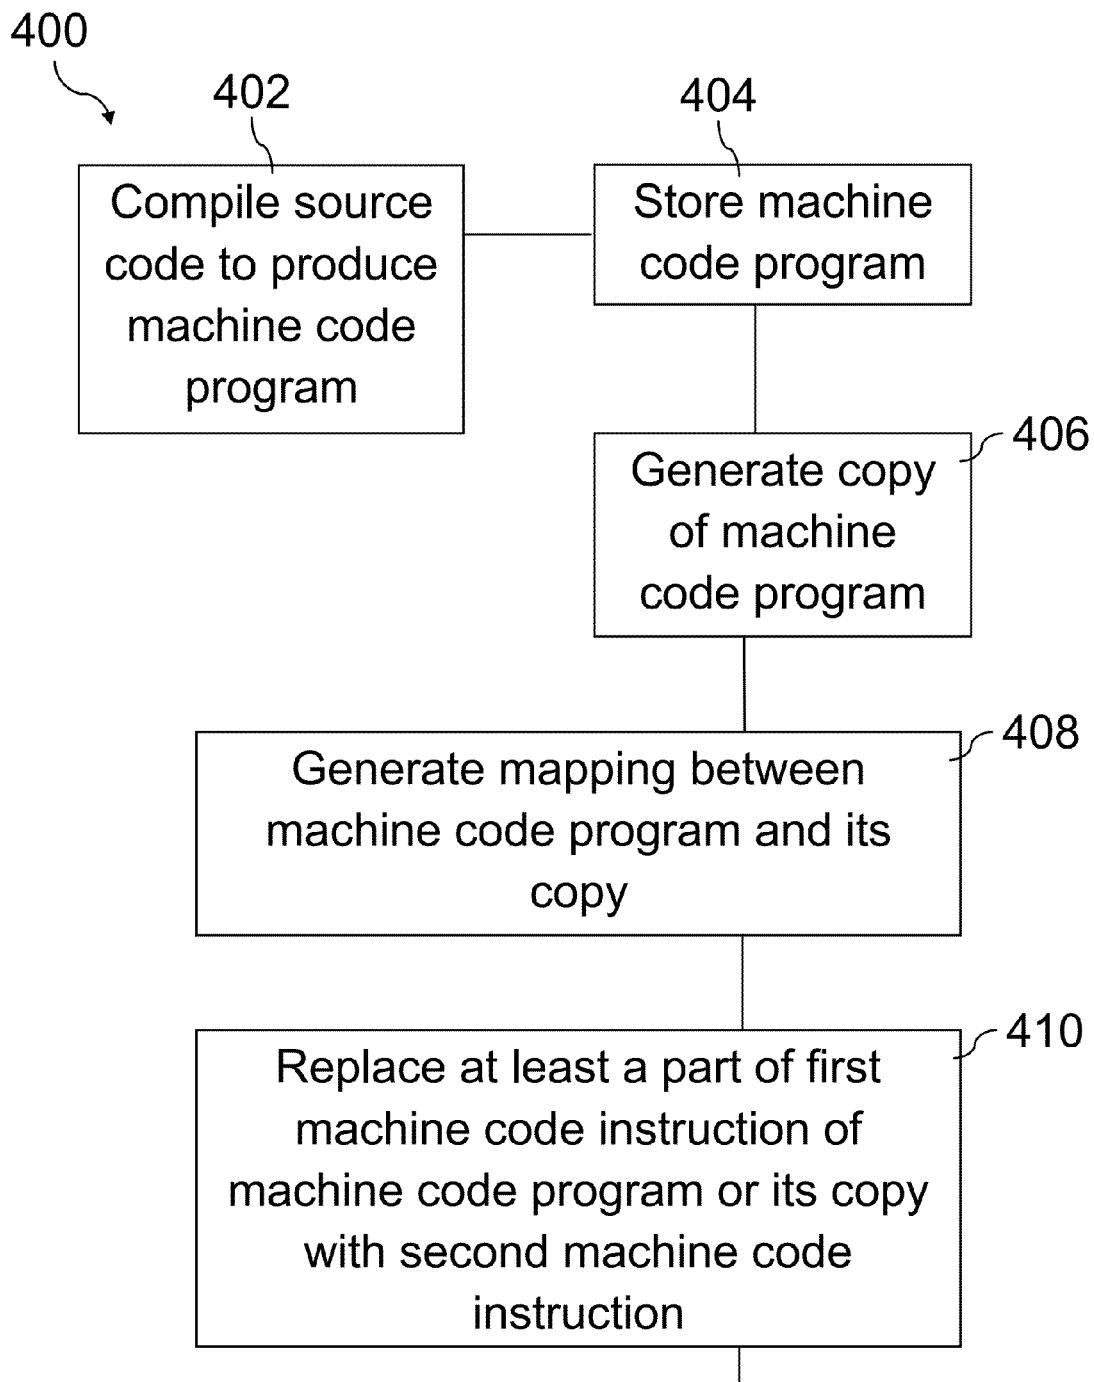 400
402
Compile source
code to produce
machine code
program
404
Store machine
code program
406
Generate copy
of machine
code program
408
Generate mapping between
machine code program and its
copy
410
Replace at least a part of first
machine code instruction of
machine code program or its copy
with second machine code
instruction